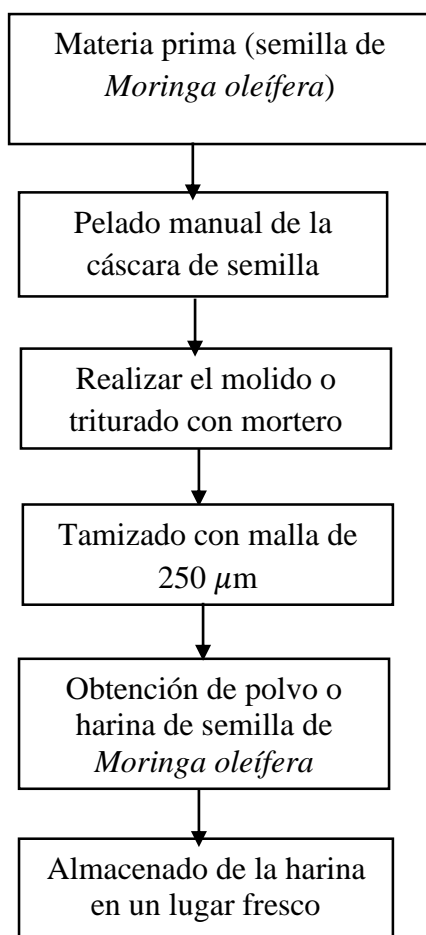 Materia prima (semilla de
Moringa oleífera)
Pelado manual de la
cáscara de semilla
Realizar el molido o
triturado con mortero
Tamizado con malla de
250 µm
Obtención de polvo o
harina de semilla de
Moringa oleífera
Almacenado de la harina
en un lugar fresco